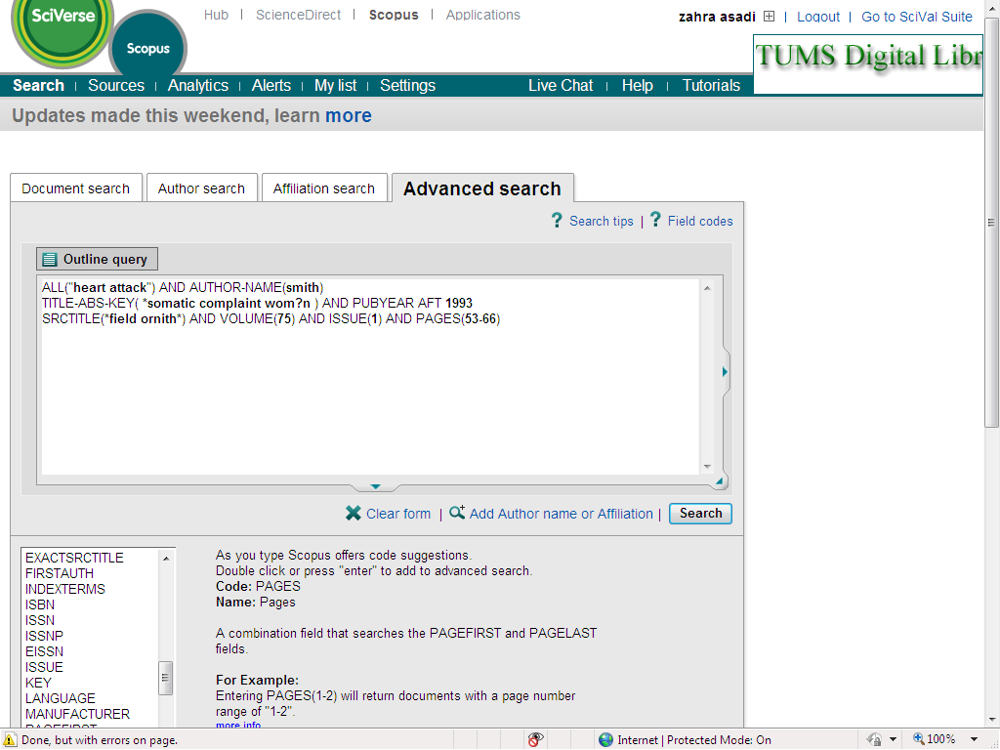 SciVerse
Scopus
Hub | ScienceDirect | Scopus | Applications
zahra asadi | Logout | Go to SciVal Suite
TUMS Digital Libr
Search | Sources | Analytics | Alerts | My list | Settings
Live Chat | Help | Tutorials
Updates made this weekend, learn more
Document search
Author search
Affiliation search
Advanced search
? Search tips | ? Field codes
Outline query
ALL("heart attack") AND AUTHOR-NAME(smith)
TITLE-ABS-KEY( *somatic complaint wom?n ) AND PUBYEAR AFT 1993
SRCTITLE(*field ornith*) AND VOLUME(75) AND ISSUE(1) AND PAGES(53-66)
Clear form | Add Author name or Affiliation | Search
EXACTSRCTITLE
FIRSTAUTH
INDEXTERMS
ISBN
ISSN
ISSNP
EISSN
ISSUE
KEY
LANGUAGE
MANUFACTURER
PAGEFIRST
As you type Scopus offers code suggestions.
Double click or press "enter" to add to advanced search.
Code: PAGES
Name: Pages
A combination field that searches the PAGEFIRST and PAGELAST
fields.
For Example:
Entering PAGES(1-2) will return documents with a page number
range of "1-2".
more info
Done, but with errors on page.
Internet | Protected Mode: On
100%